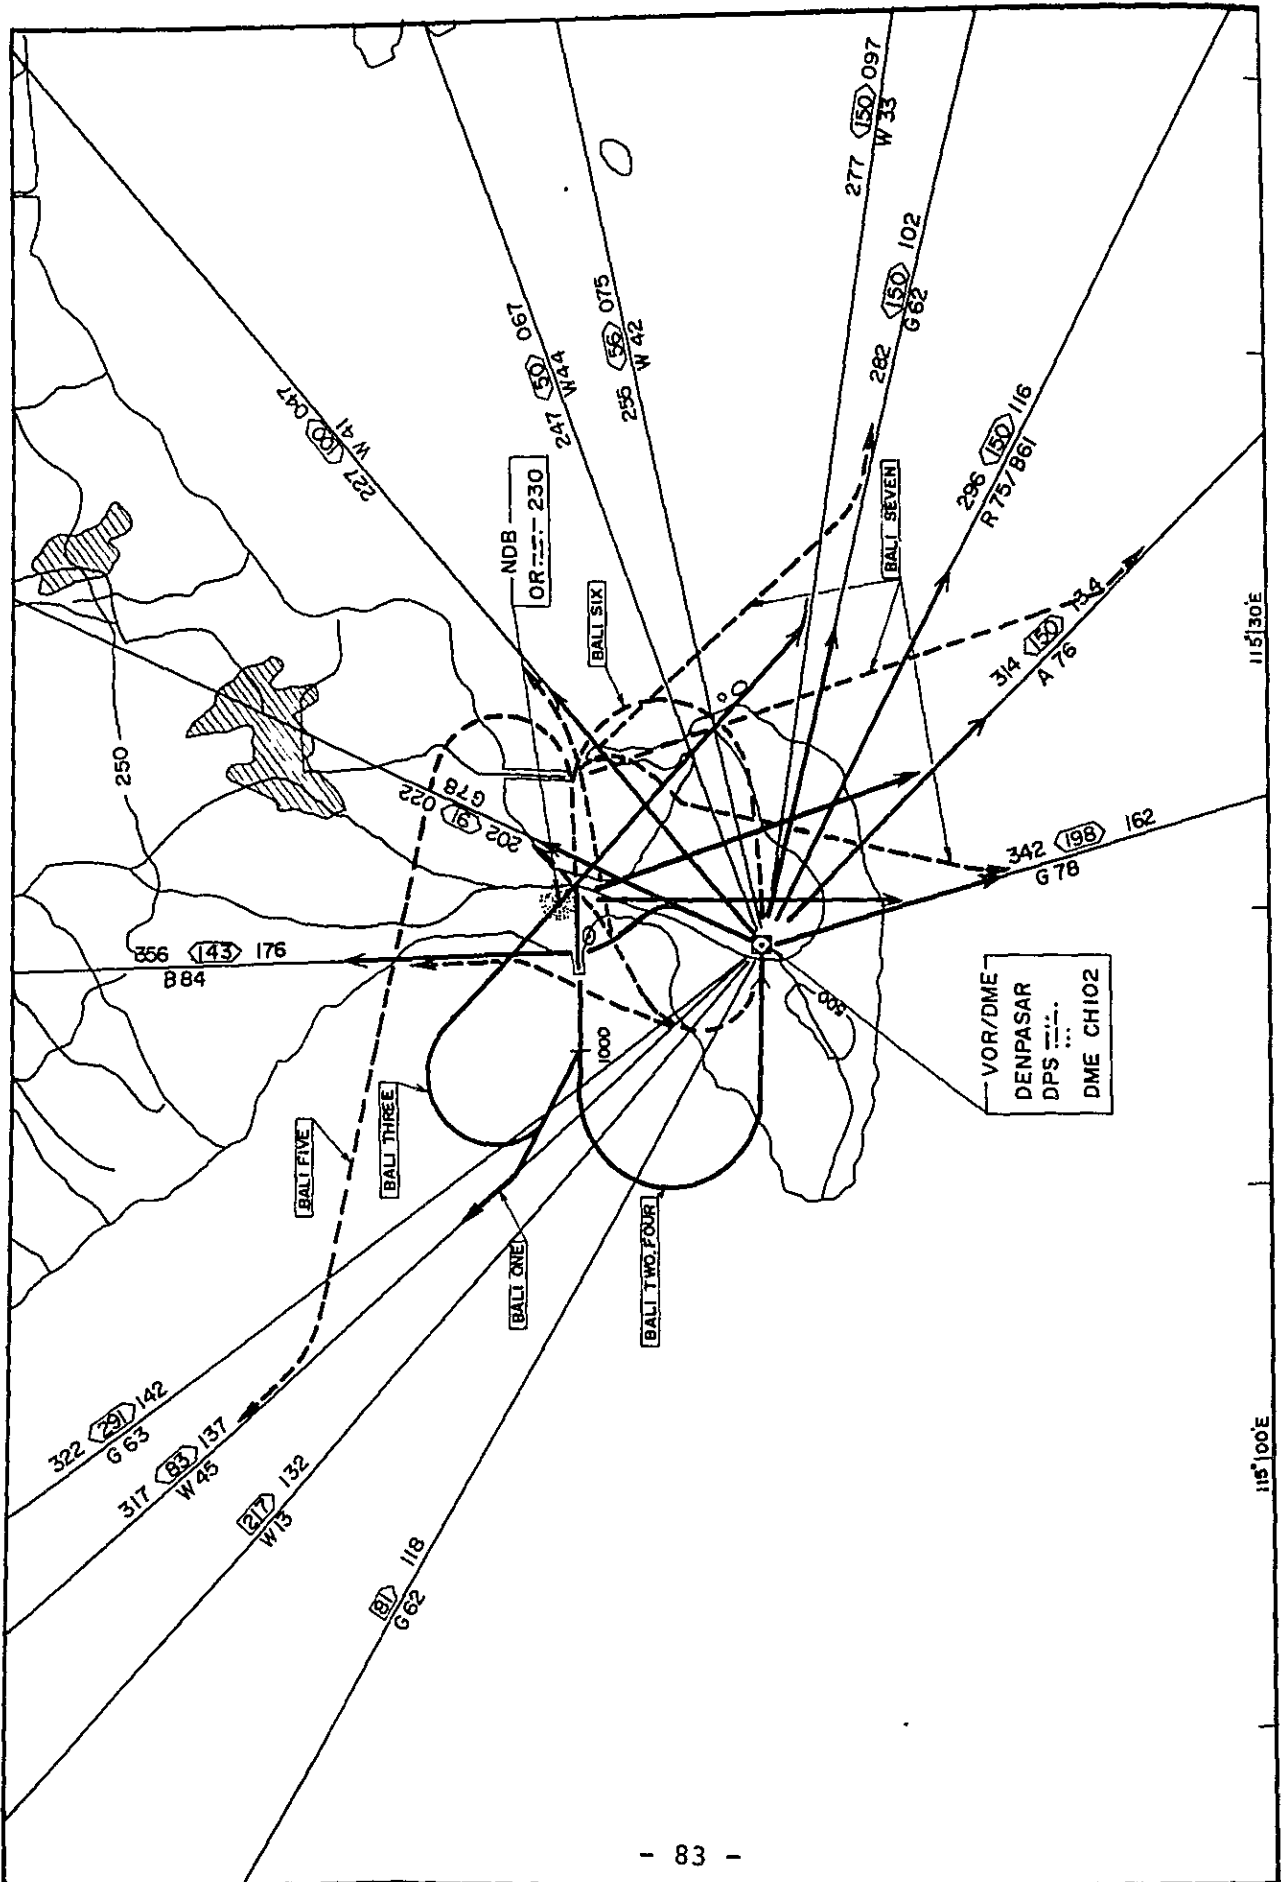 277 150 097
W 33
247 50 067
W44
255 56 075
W 42
282 150 102
G62
227 100 047
W 41
296 150 116
R 75/B61
NDB
OR 230
BALI SIX
BALI SEVEN
314 150 134
A 76
115°30'E
250
202 91 022
G78
342 198 162
G 78
356 143 176
B 84
500
1000
VOR/DME
DENPASAR
DPS
DME CH102
BALI THREE
BALI FIVE
BALI ONE
BALI TWO, FOUR
322 291 142
G 63
317 83 137
W 45
217 132
W13
81 118
G62
115°00'E
- 83 -